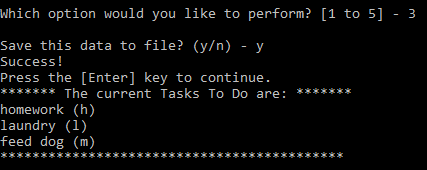 Which option would you like to perform? [1 to 5] - 3
Save this data to file? (y/n) - y
Success!
Press the [Enter] key to continue.
******* The current Tasks To Do are: *******
homework (h)
laundry (l)
feed dog (m)
*******************************************